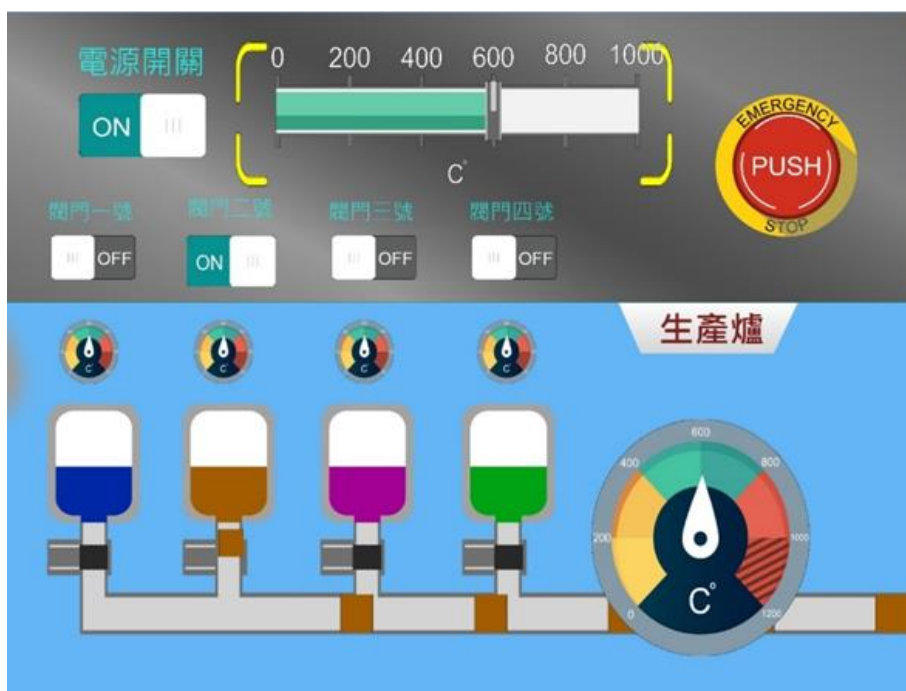 電源開關
ON
0 200 400 600 800 1000
C°
EMERGENCY
PUSH
STOP
閥門一號 閥門二號 閥門三號 閥門四號
OFF ON OFF OFF
生產爐
C° C° C° C°
600
400 800
200 1000
C°
0 1200